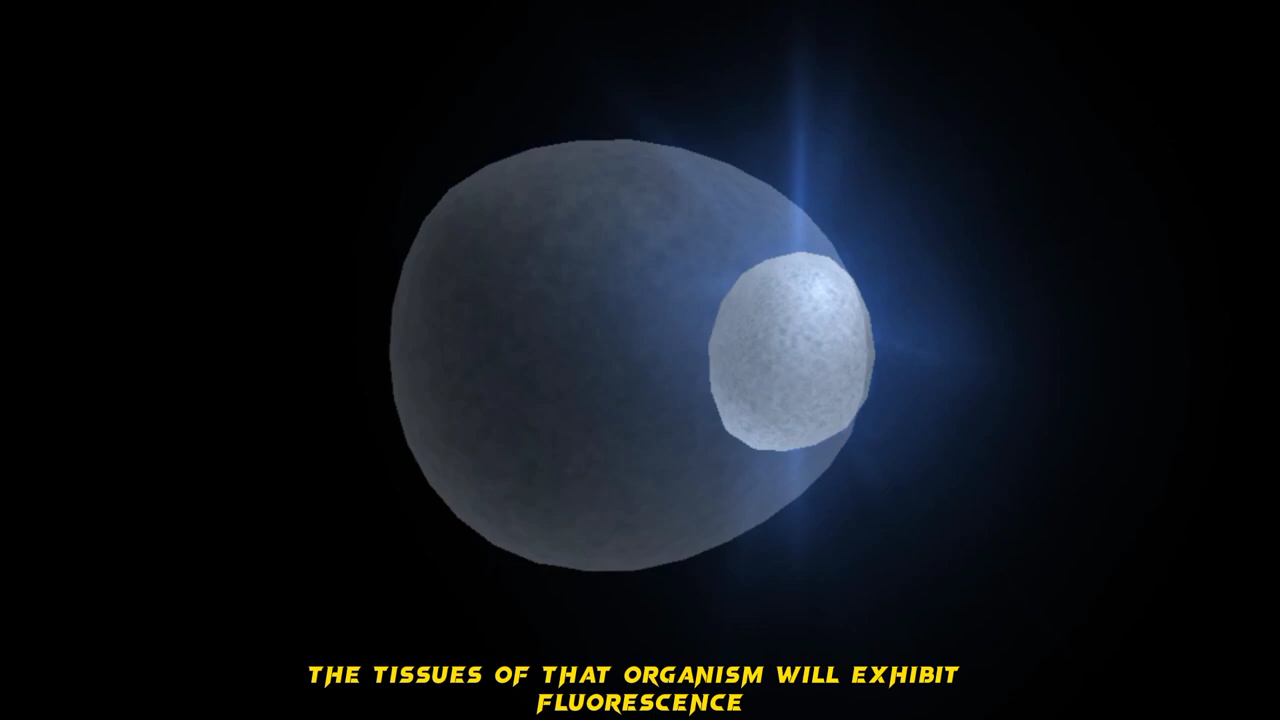 THE TISSUES OF THAT ORGANISM WILL EXHIBIT
FLUORESCENCE